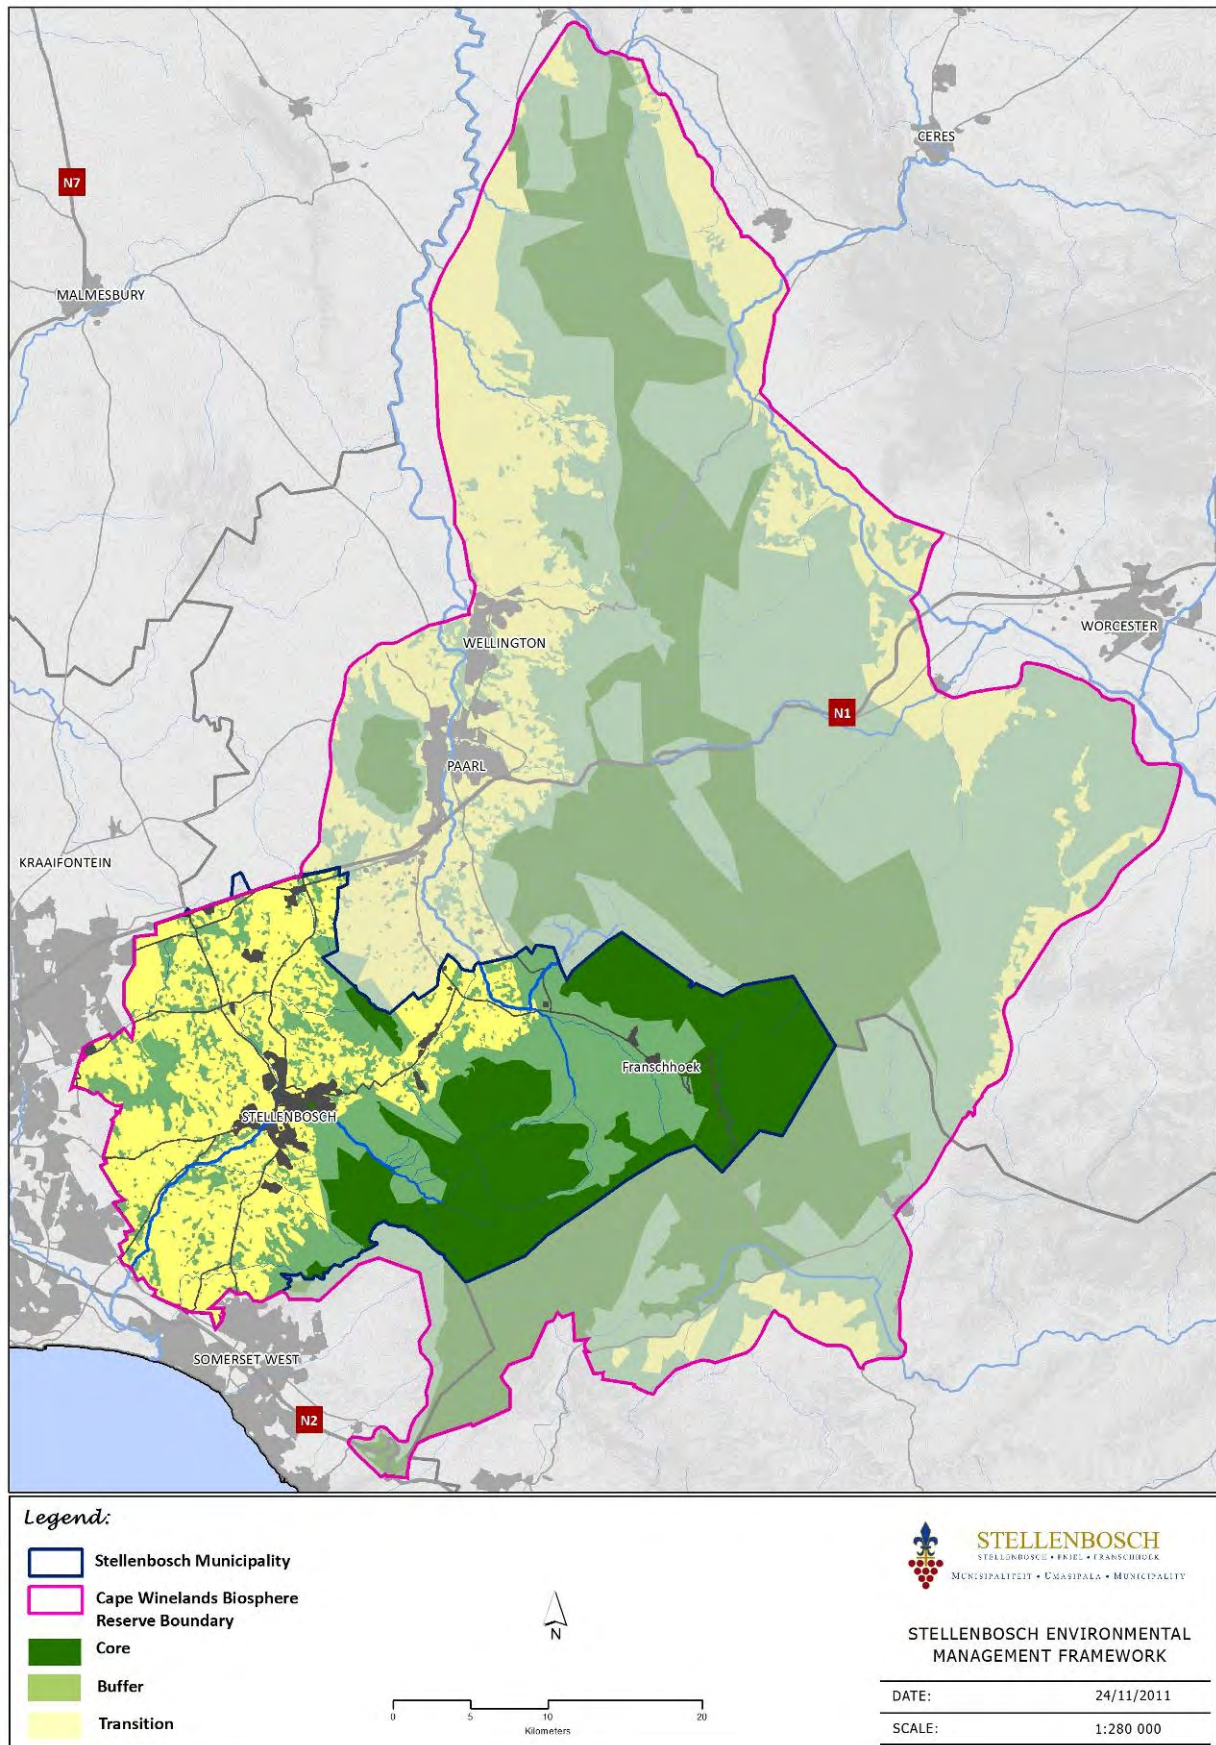 CERES
N7
MALMESBURY
WORCESTER
WELLINGTON
N1
PAARL
KRAAIFONTEIN
Franschhoek
STELLENBOSCH
SOMERSET WEST
N2
Legend:
Stellenbosch Municipality
Cape Winelands Biosphere
Reserve Boundary
Core
Buffer
Transition
N
0 5 10 20
Kilometers
STELLENBOSCH
STELLENBOSCH • PNIEL • FRANSCHHOEK
MUNISIPALITEIT • UMASIPALA • MUNICIPALITY
STELLENBOSCH ENVIRONMENTAL
MANAGEMENT FRAMEWORK
DATE: 24/11/2011
SCALE: 1:280 000